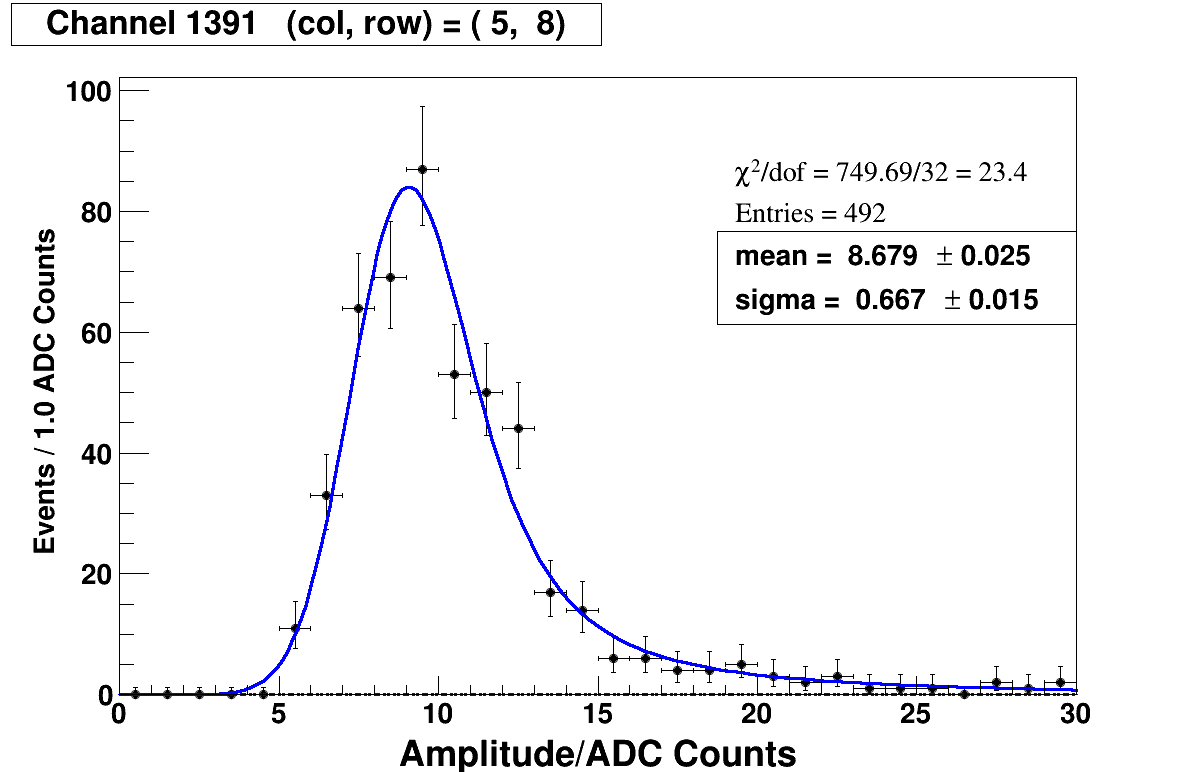 Channel 1391 (col, row) = ( 5, 8)
100
80
60
40
20
0
Events / 1.0 ADC Counts
χ²/dof = 749.69/32 = 23.4
Entries = 492
mean = 8.679 ± 0.025
sigma = 0.667 ± 0.015
0 5 10 15 20 25 30
Amplitude/ADC Counts